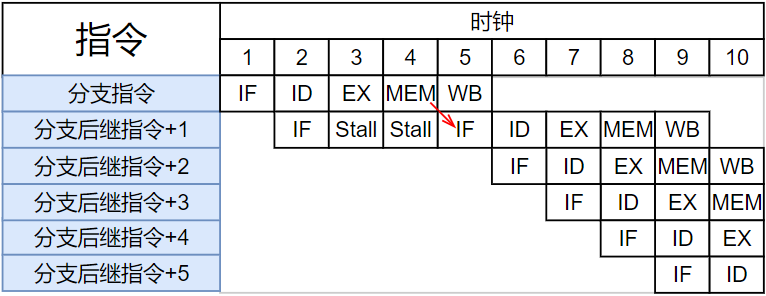 指令 时钟
1 2 3 4 5 6 7 8 9 10
分支指令 IF ID EX MEM WB
分支后继指令+1 IF Stall Stall IF ID EX MEM WB
分支后继指令+2 IF ID EX MEM WB
分支后继指令+3 IF ID EX MEM
分支后继指令+4 IF ID EX
分支后继指令+5 IF ID